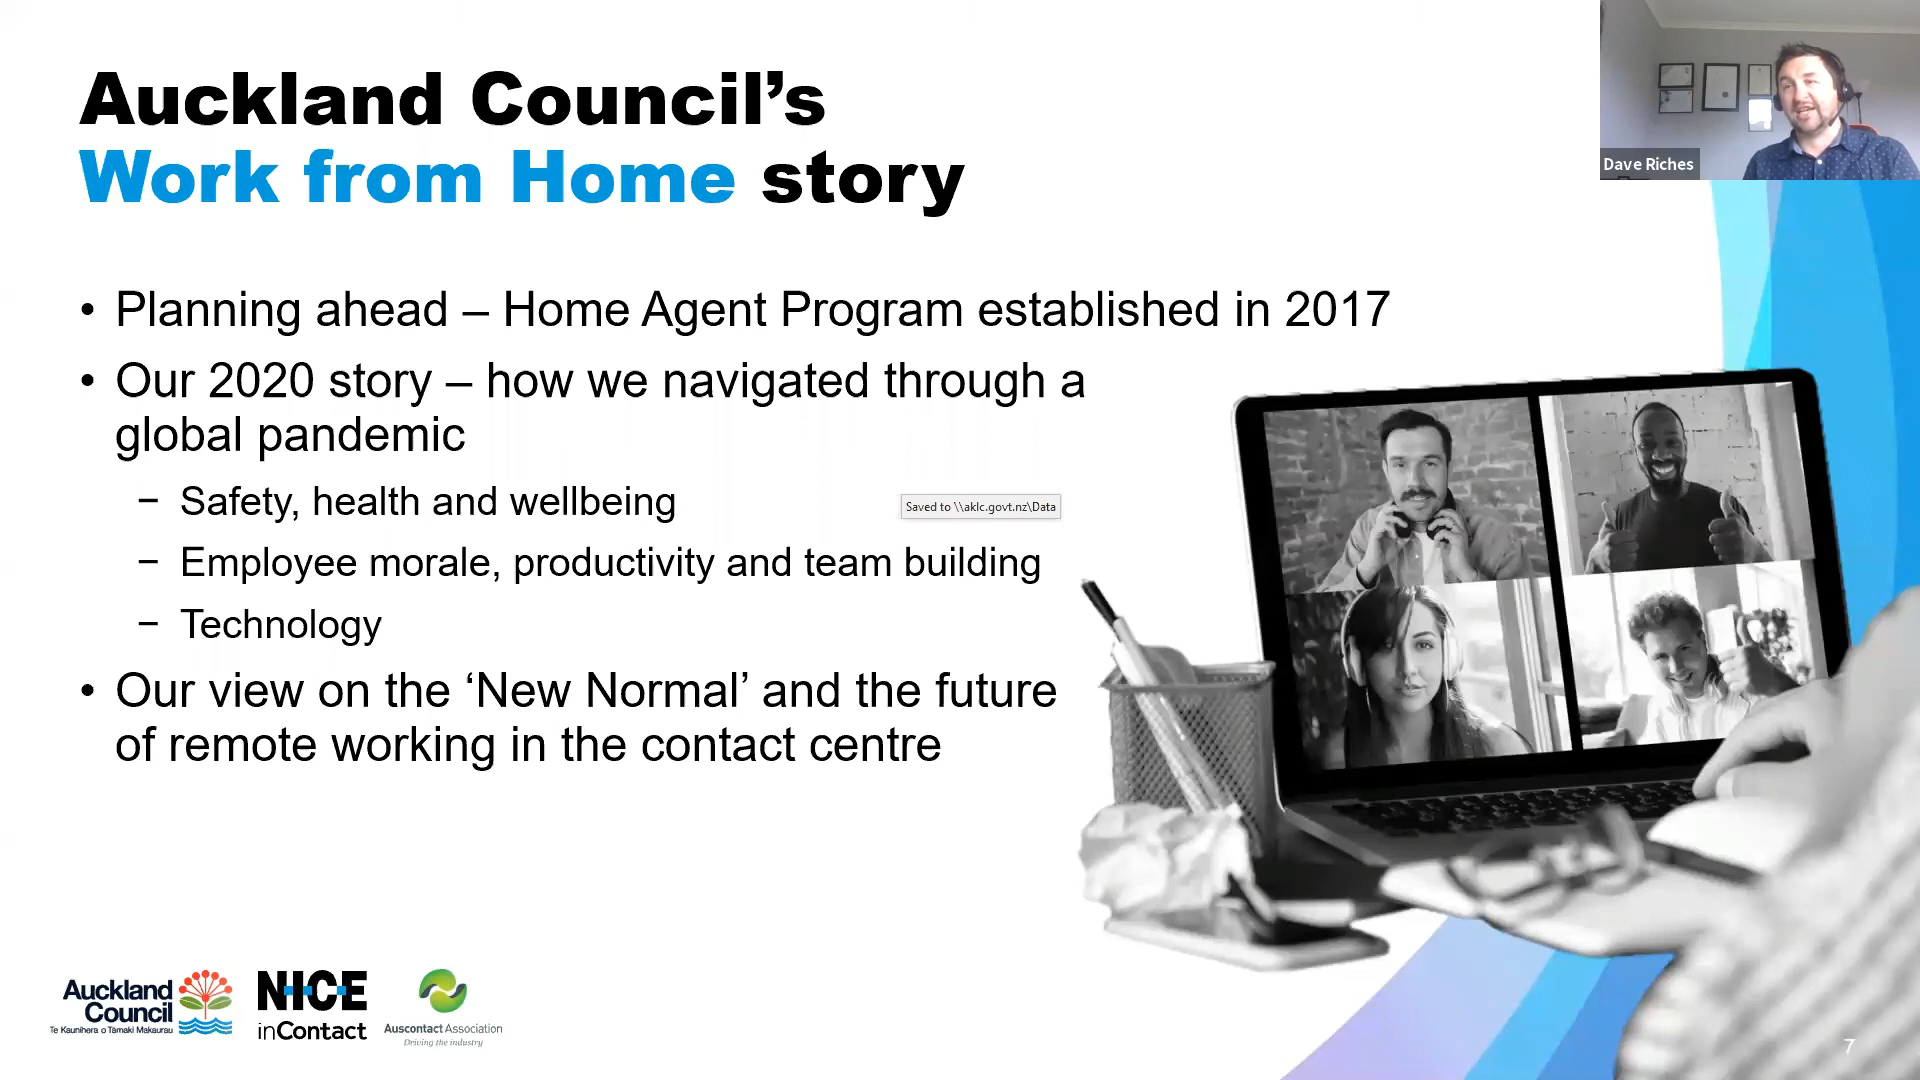 Auckland Council’s
Work from Home story
Dave Riches
• Planning ahead – Home Agent Program established in 2017
• Our 2020 story – how we navigated through a
global pandemic
− Safety, health and wellbeing
Saved to \\aklc.govt.nz\Data
− Employee morale, productivity and team building
− Technology
• Our view on the ‘New Normal’ and the future
of remote working in the contact centre
Auckland
Council
Te Kaunihera o Tāmaki Makaurau
NICE
inContact
Auscontact Association
Driving the industry
7